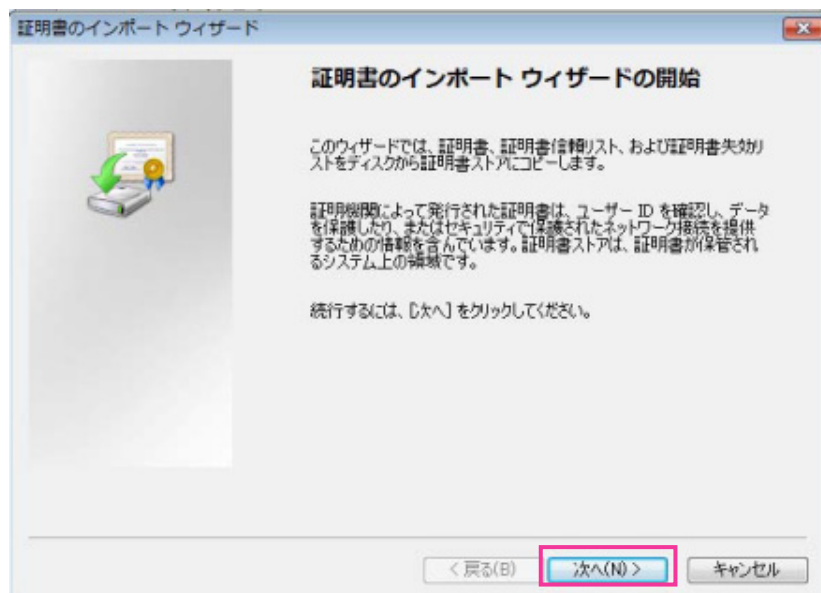 証明書のインポート ウィザード
証明書のインポート ウィザードの開始
このウィザードでは、証明書、証明書信頼リスト、および証明書失効リ
ストをディスクから証明書ストアにコピーします。
証明機関によって発行された証明書は、ユーザー ID を確認し、データ
を保護したり、またはセキュリティで保護されたネットワーク接続を提供
するための情報を含んでいます。証明書ストアは、証明書が保管され
るシステム上の領域です。
続行するには、[次へ] をクリックしてください。
< 戻る(B) 次へ(N) > キャンセル